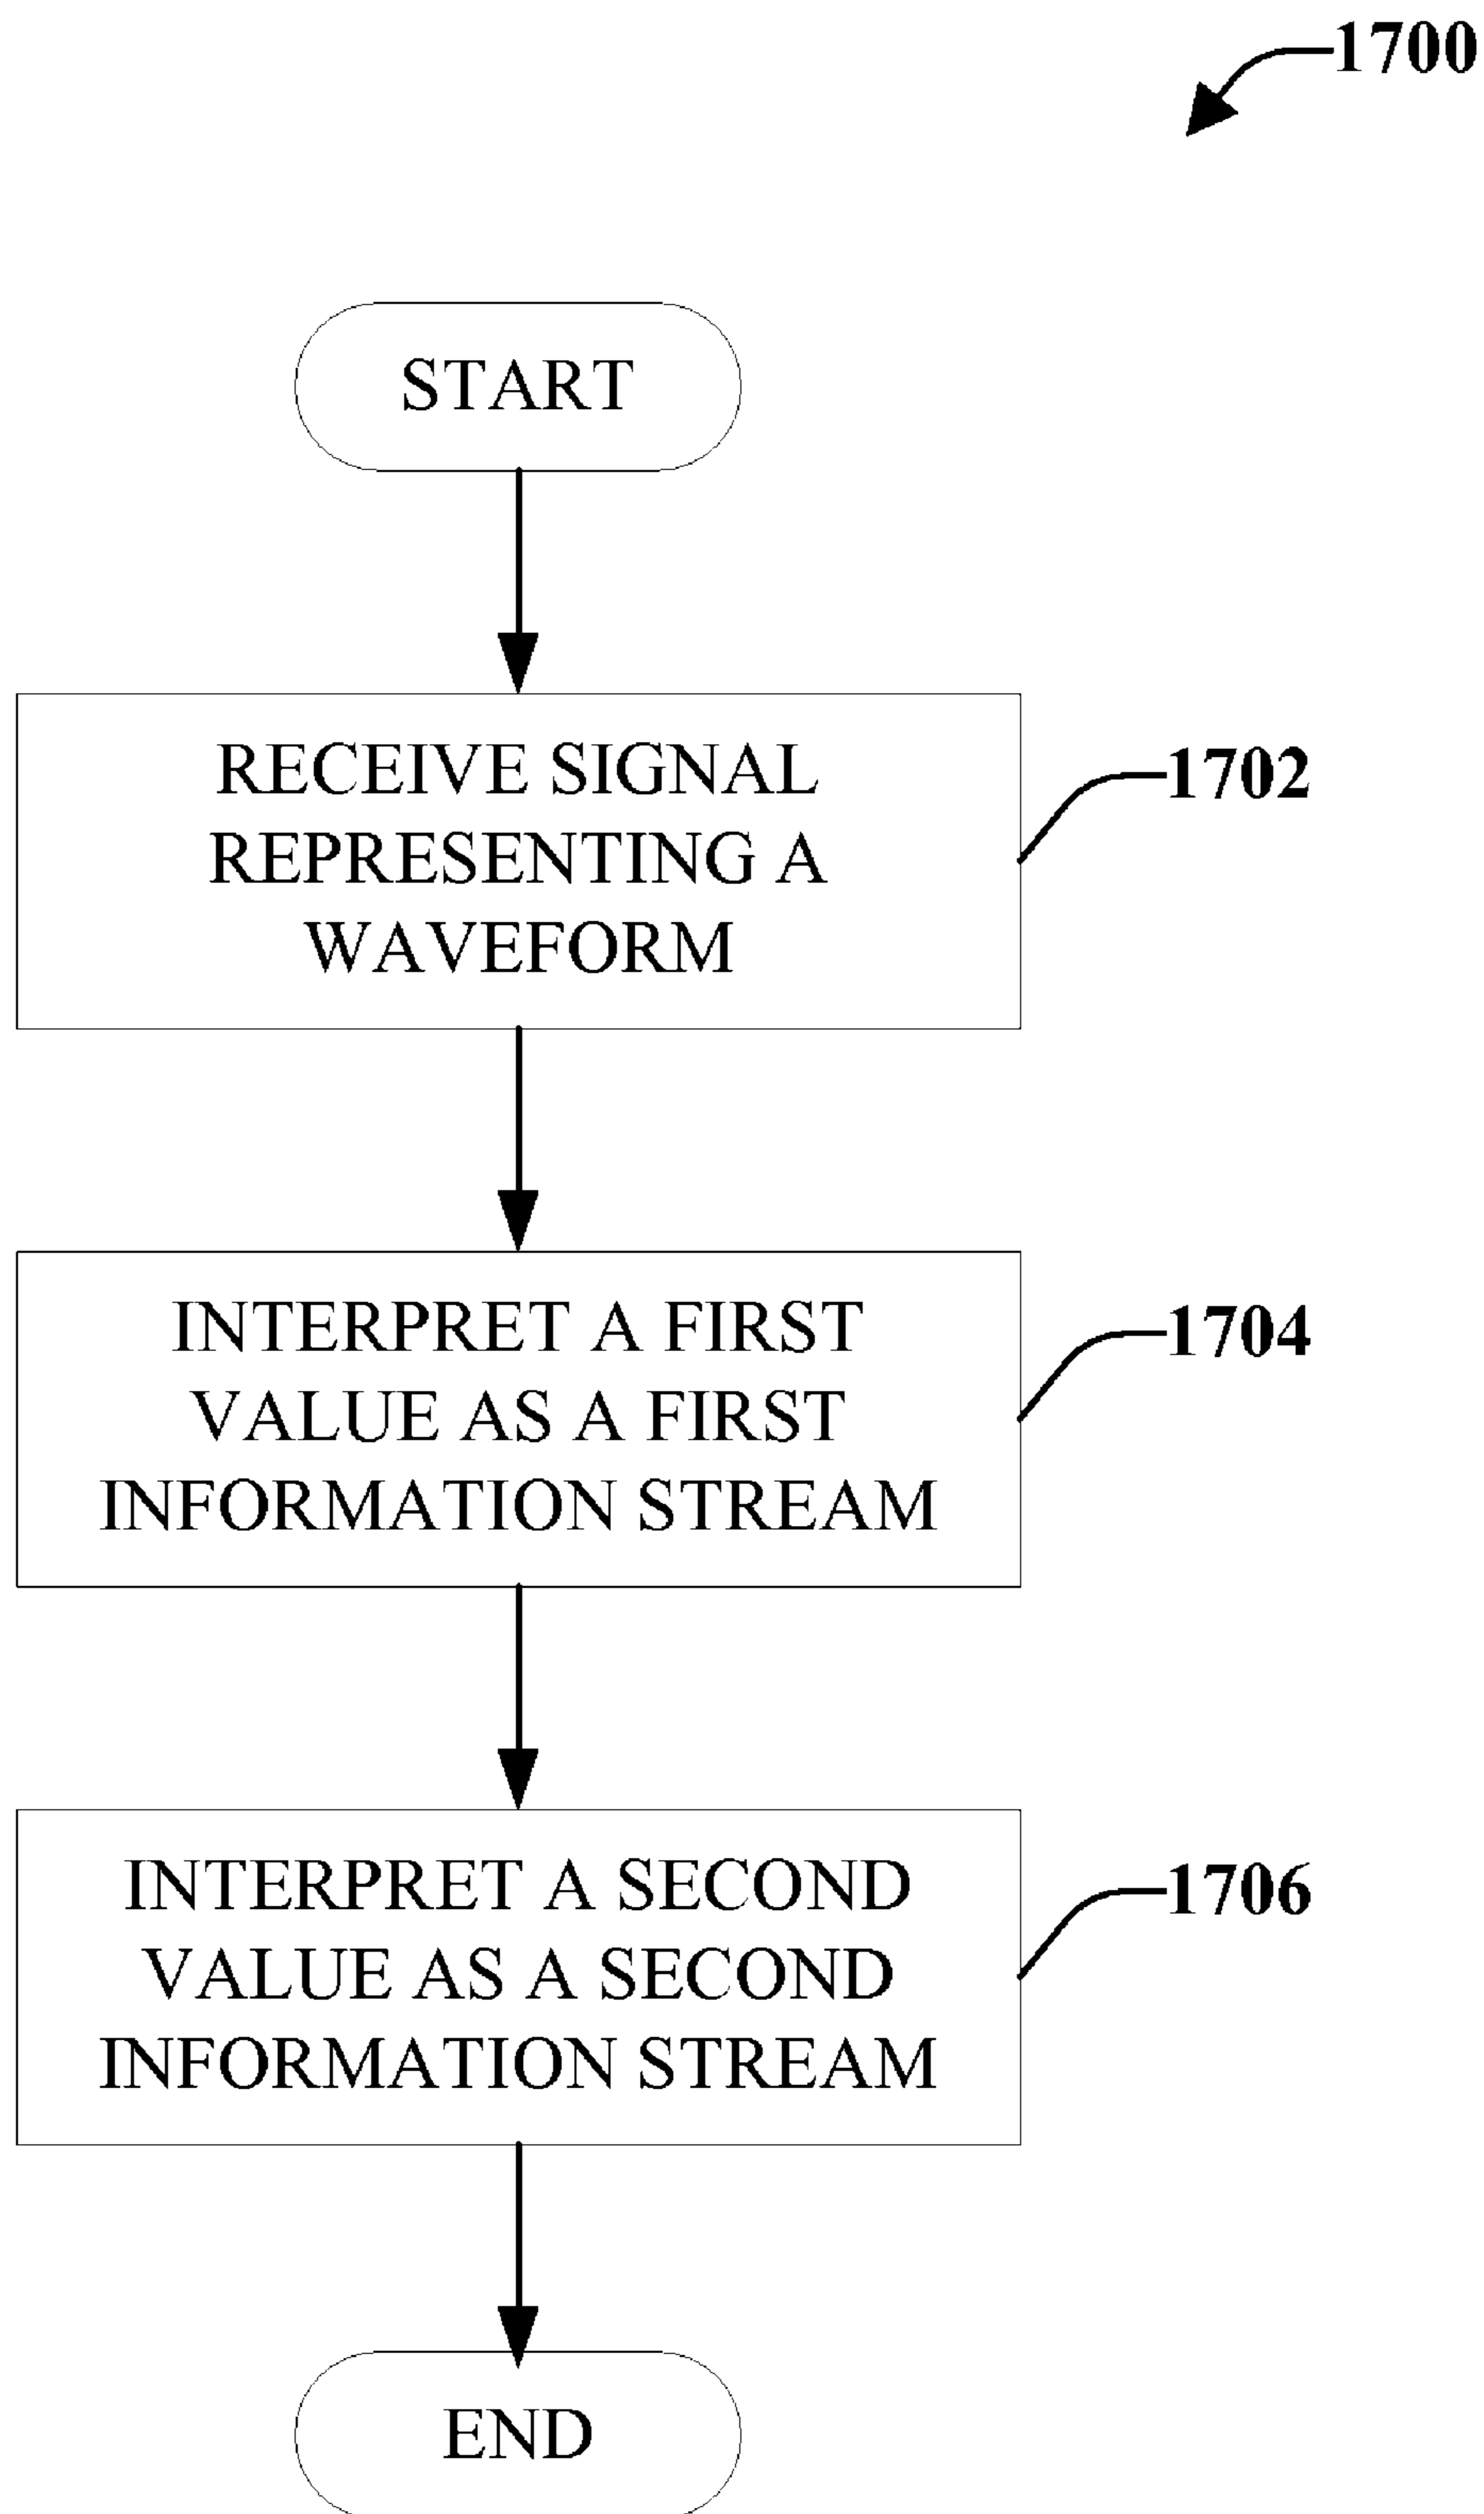 1700
START
RECEIVE SIGNAL
REPRESENTING A
WAVEFORM
1702
INTERPRET A FIRST
VALUE AS A FIRST
INFORMATION STREAM
1704
INTERPRET A SECOND
VALUE AS A SECOND
INFORMATION STREAM
1706
END